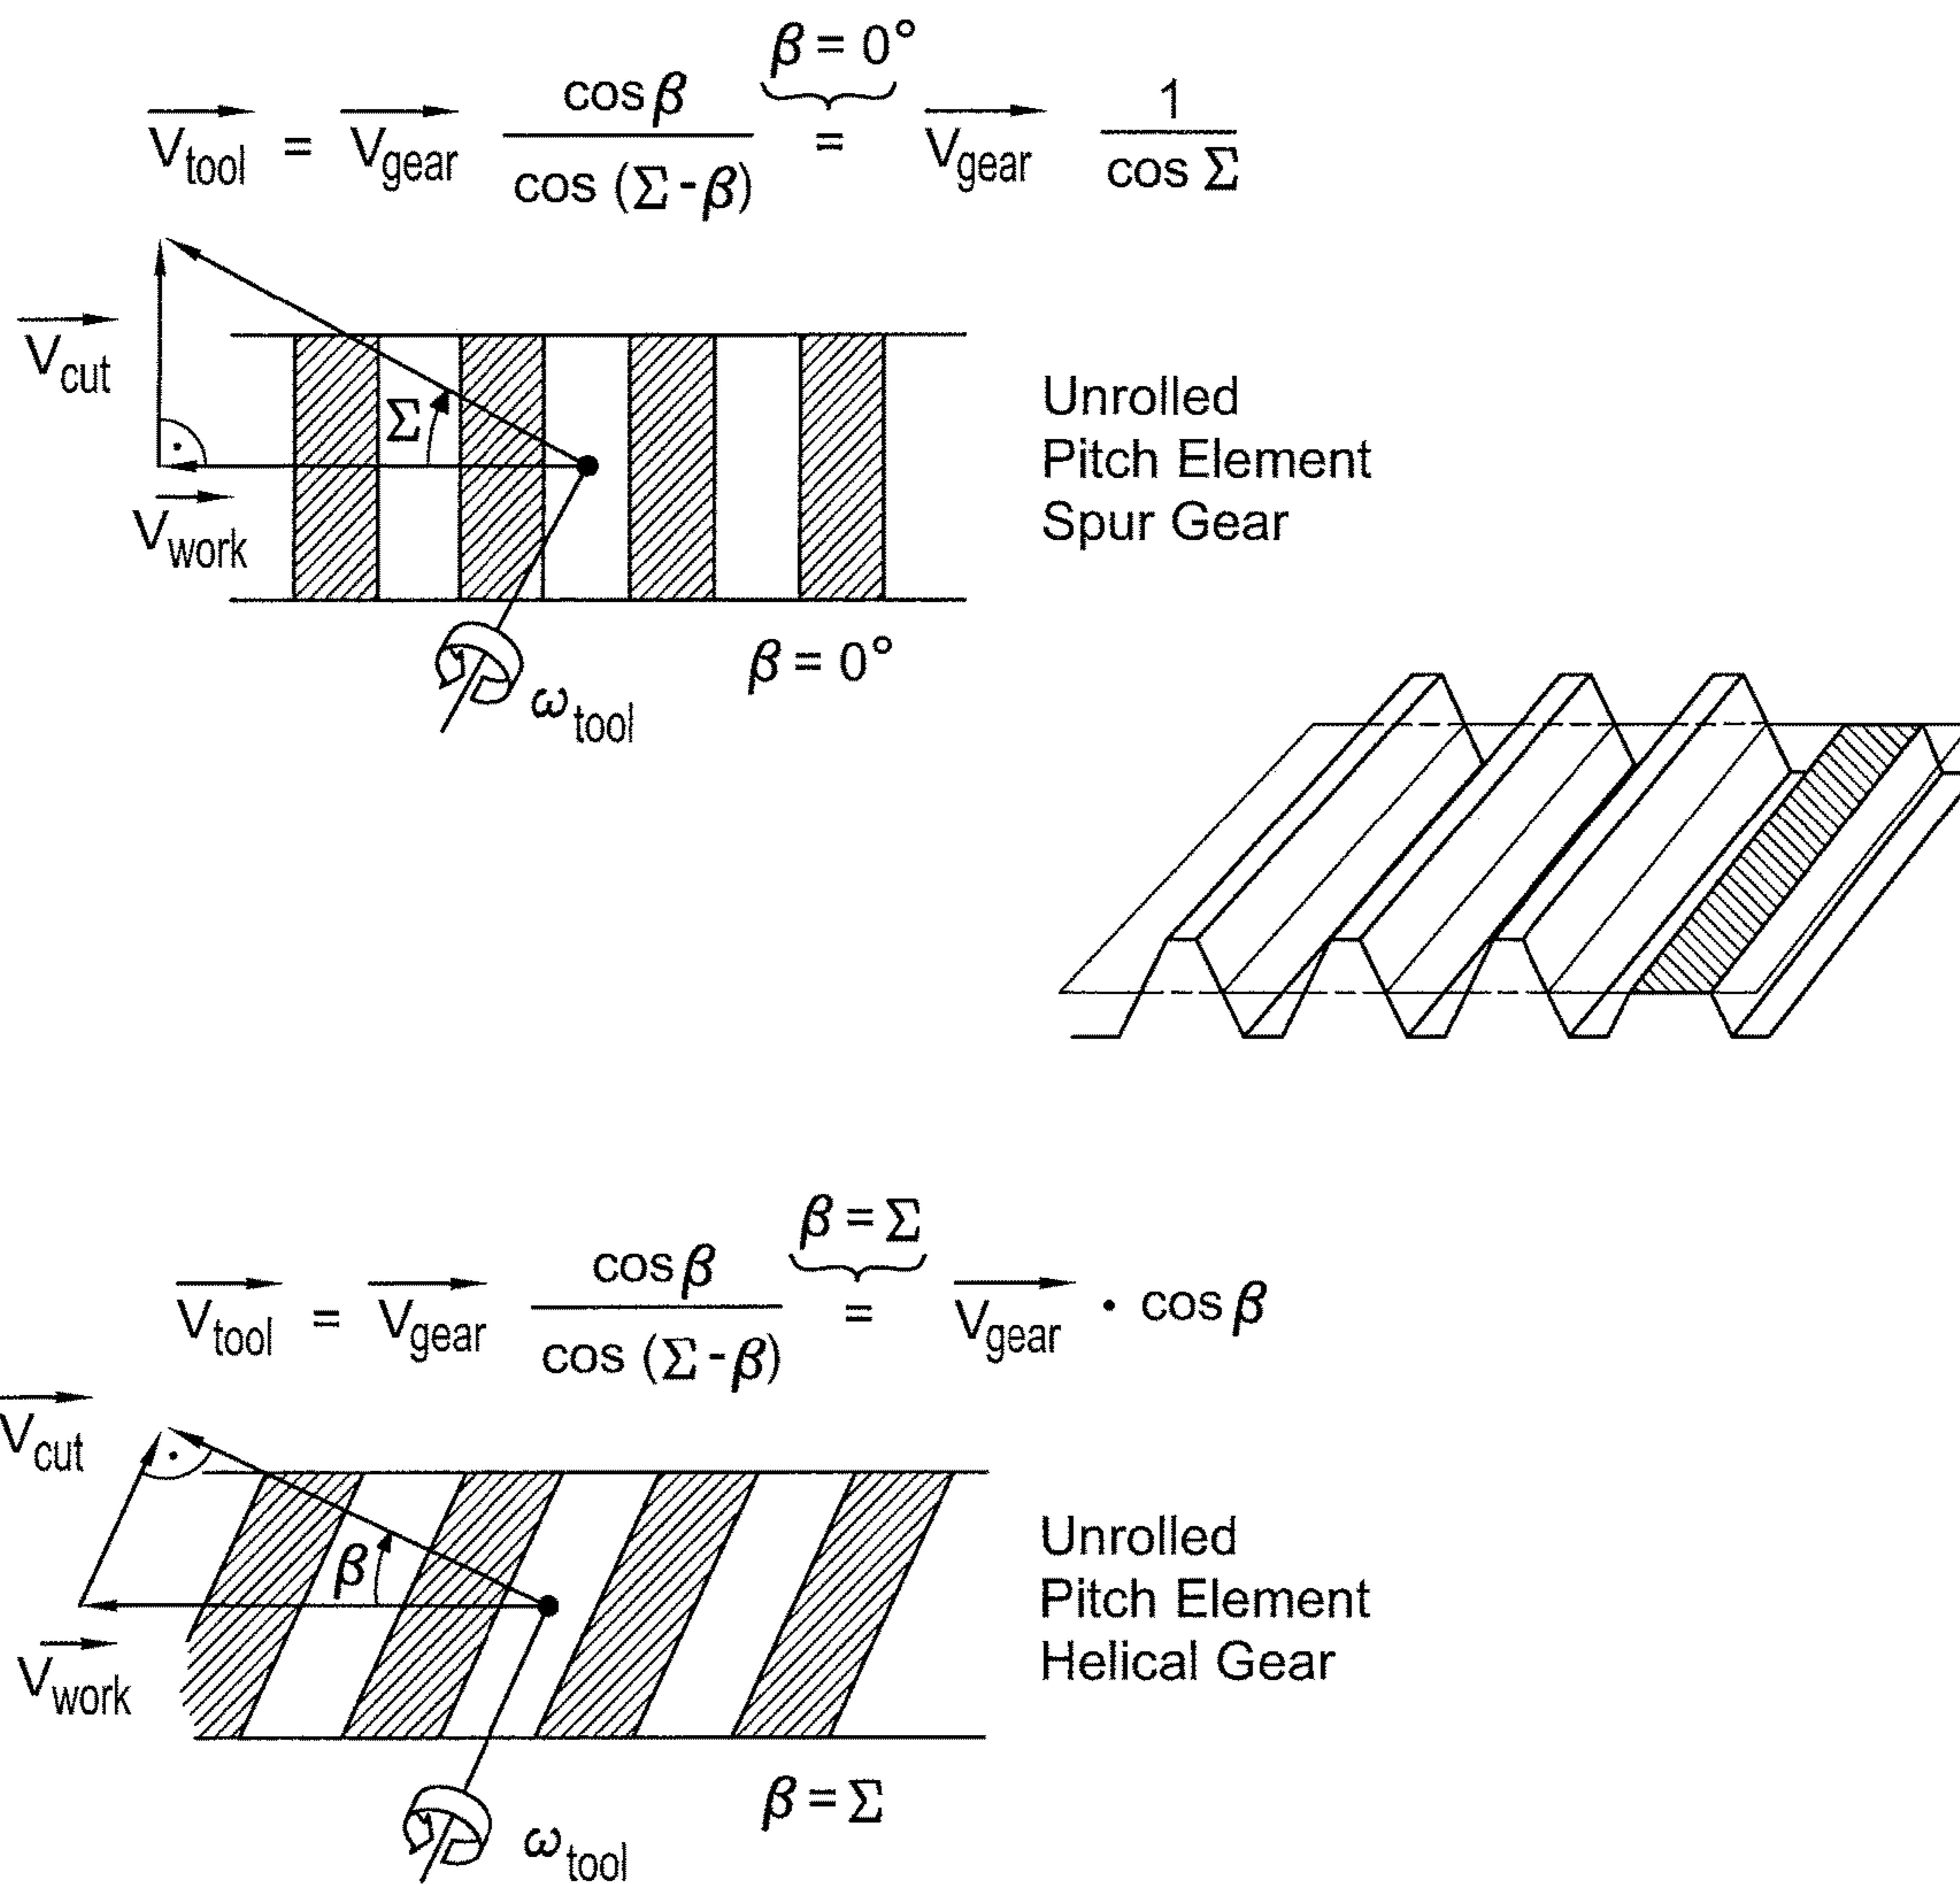 β = 0°
V_tool = V_gear cos β / cos (Σ - β) = V_gear 1 / cos Σ
V_cut
Σ
V_work
Unrolled
Pitch Element
Spur Gear
β = 0°
ω_tool
β = Σ
V_tool = V_gear cos β / cos (Σ - β) = V_gear · cos β
V_cut
β
V_work
Unrolled
Pitch Element
Helical Gear
β = Σ
ω_tool